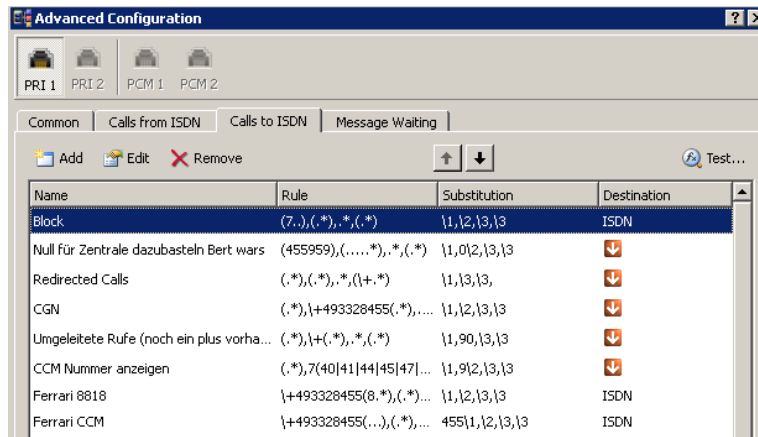 Advanced Configuration
PRI 1 PRI 2 PCM 1 PCM 2
Common Calls from ISDN Calls to ISDN Message Waiting
Add Edit Remove Test...
Name Rule Substitution Destination
Block (7..),(.*),.*,(.*) \1,\2,\3,\3 ISDN
Null für Zentrale dazubasteln Bert wars (455959),(.....*),.*,(.*) \1,0\2,\3,\3
Redirected Calls (.*),(.*),.*,(\+.*) \1,\3,\3,
CGN (.*),\+493328455(.*),.... \1,\2,\3,\3
Umgeleitete Rufe (noch ein plus vorha... (.*),\+(.*),.*,(.*) \1,90,\3,\3
CCM Nummer anzeigen (.*),7(40|41|44|45|47|... \1,9\2,\3,\3
Ferrari 8818 \+493328455(8.*),(.*)... \1,\2,\3,\3 ISDN
Ferrari CCM \+493328455(...),(.*),... 455\1,\2,\3,\3 ISDN